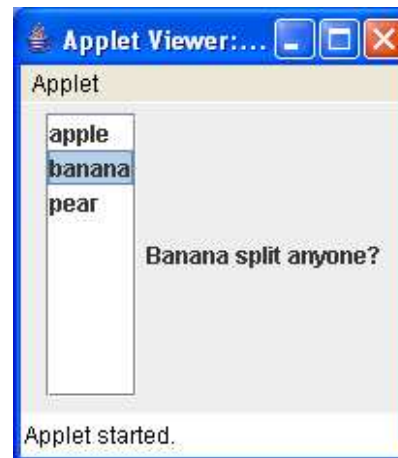 Applet Viewer:...
Applet
apple
banana
pear
Banana split anyone?
Applet started.